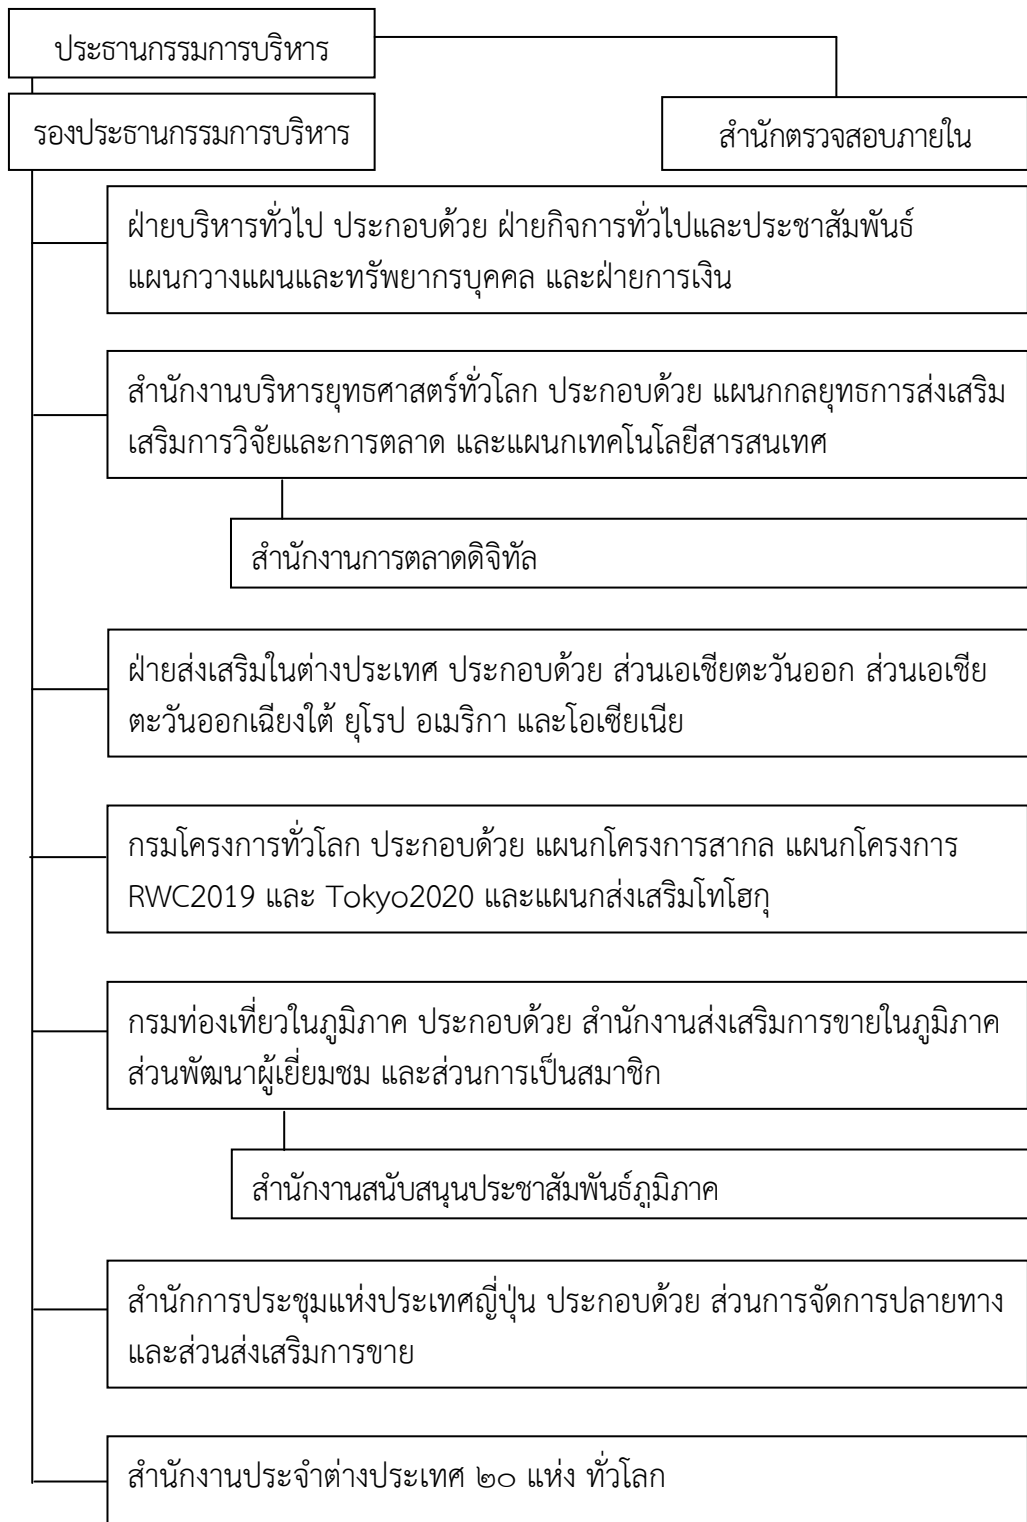 ประธานกรรมการบริหาร
รองประธานกรรมการบริหาร
สำนักตรวจสอบภายใน
ฝ่ายบริหารทั่วไป ประกอบด้วย ฝ่ายกิจการทั่วไปและประชาสัมพันธ์
แผนกวางแผนและทรัพยากรบุคคล และฝ่ายการเงิน
สำนักงานบริหารยุทธศาสตร์ทั่วโลก ประกอบด้วย แผนกกลยุทธการส่งเสริม
เสริมการวิจัยและการตลาด และแผนกเทคโนโลยีสารสนเทศ
สำนักงานการตลาดดิจิทัล
ฝ่ายส่งเสริมในต่างประเทศ ประกอบด้วย ส่วนเอเชียตะวันออก ส่วนเอเชีย
ตะวันออกเฉียงใต้ ยุโรป อเมริกา และโอเซียเนีย
กรมโครงการทั่วโลก ประกอบด้วย แผนกโครงการสากล แผนกโครงการ
RWC2019 และ Tokyo2020 และแผนกส่งเสริมโทโฮกุ
กรมท่องเที่ยวในภูมิภาค ประกอบด้วย สำนักงานส่งเสริมการขายในภูมิภาค
ส่วนพัฒนาผู้เยี่ยมชม และส่วนการเป็นสมาชิก
สำนักงานสนับสนุนประชาสัมพันธ์ภูมิภาค
สำนักการประชุมแห่งประเทศญี่ปุ่น ประกอบด้วย ส่วนการจัดการปลายทาง
และส่วนส่งเสริมการขาย
สำนักงานประจำต่างประเทศ ๒๐ แห่ง ทั่วโลก